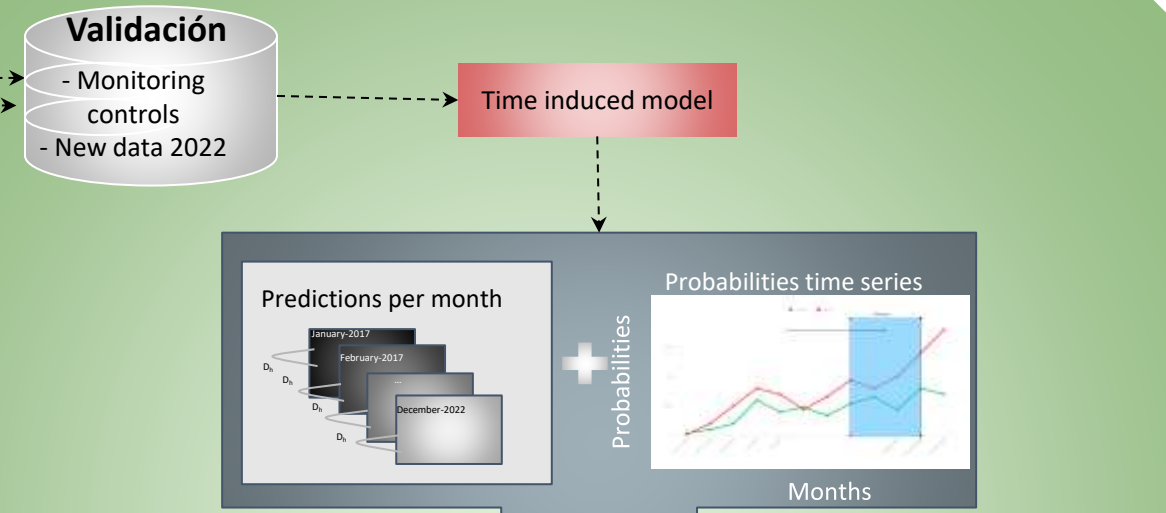 Validación
- Monitoring
controls
- New data 2022
Time induced model
Predictions per month
January-2017
Dh
February-2017
Dh
...
Dh
December-2022
Dh
Probabilities time series
Probabilities
Months